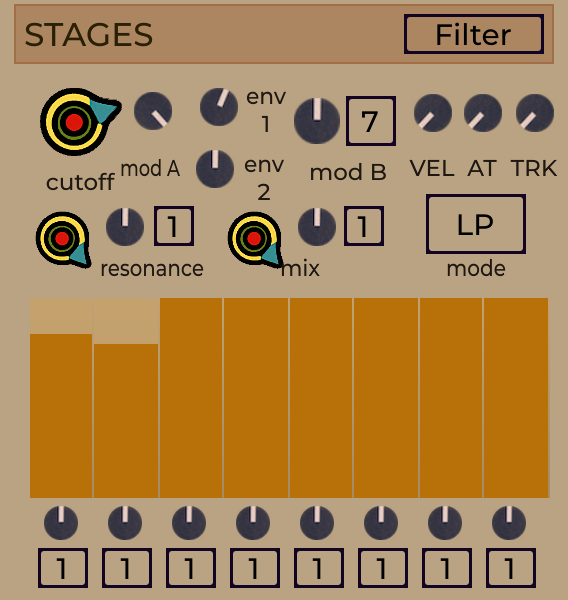 STAGES Filter
env 1
7
mod A
mod B
VEL AT TRK
cutoff
env 2
1
1
LP
resonance
mix
mode
1 1 1 1 1 1 1 1